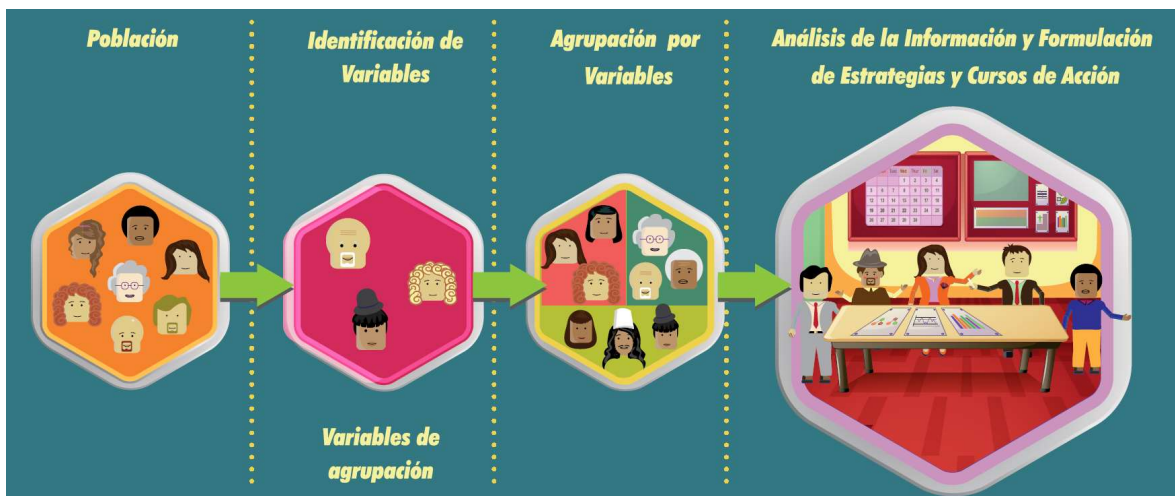 Población
Identificación de
Variables
Agrupación por
Variables
Análisis de la Información y Formulación
de Estrategias y Cursos de Acción
Variables de
agrupación